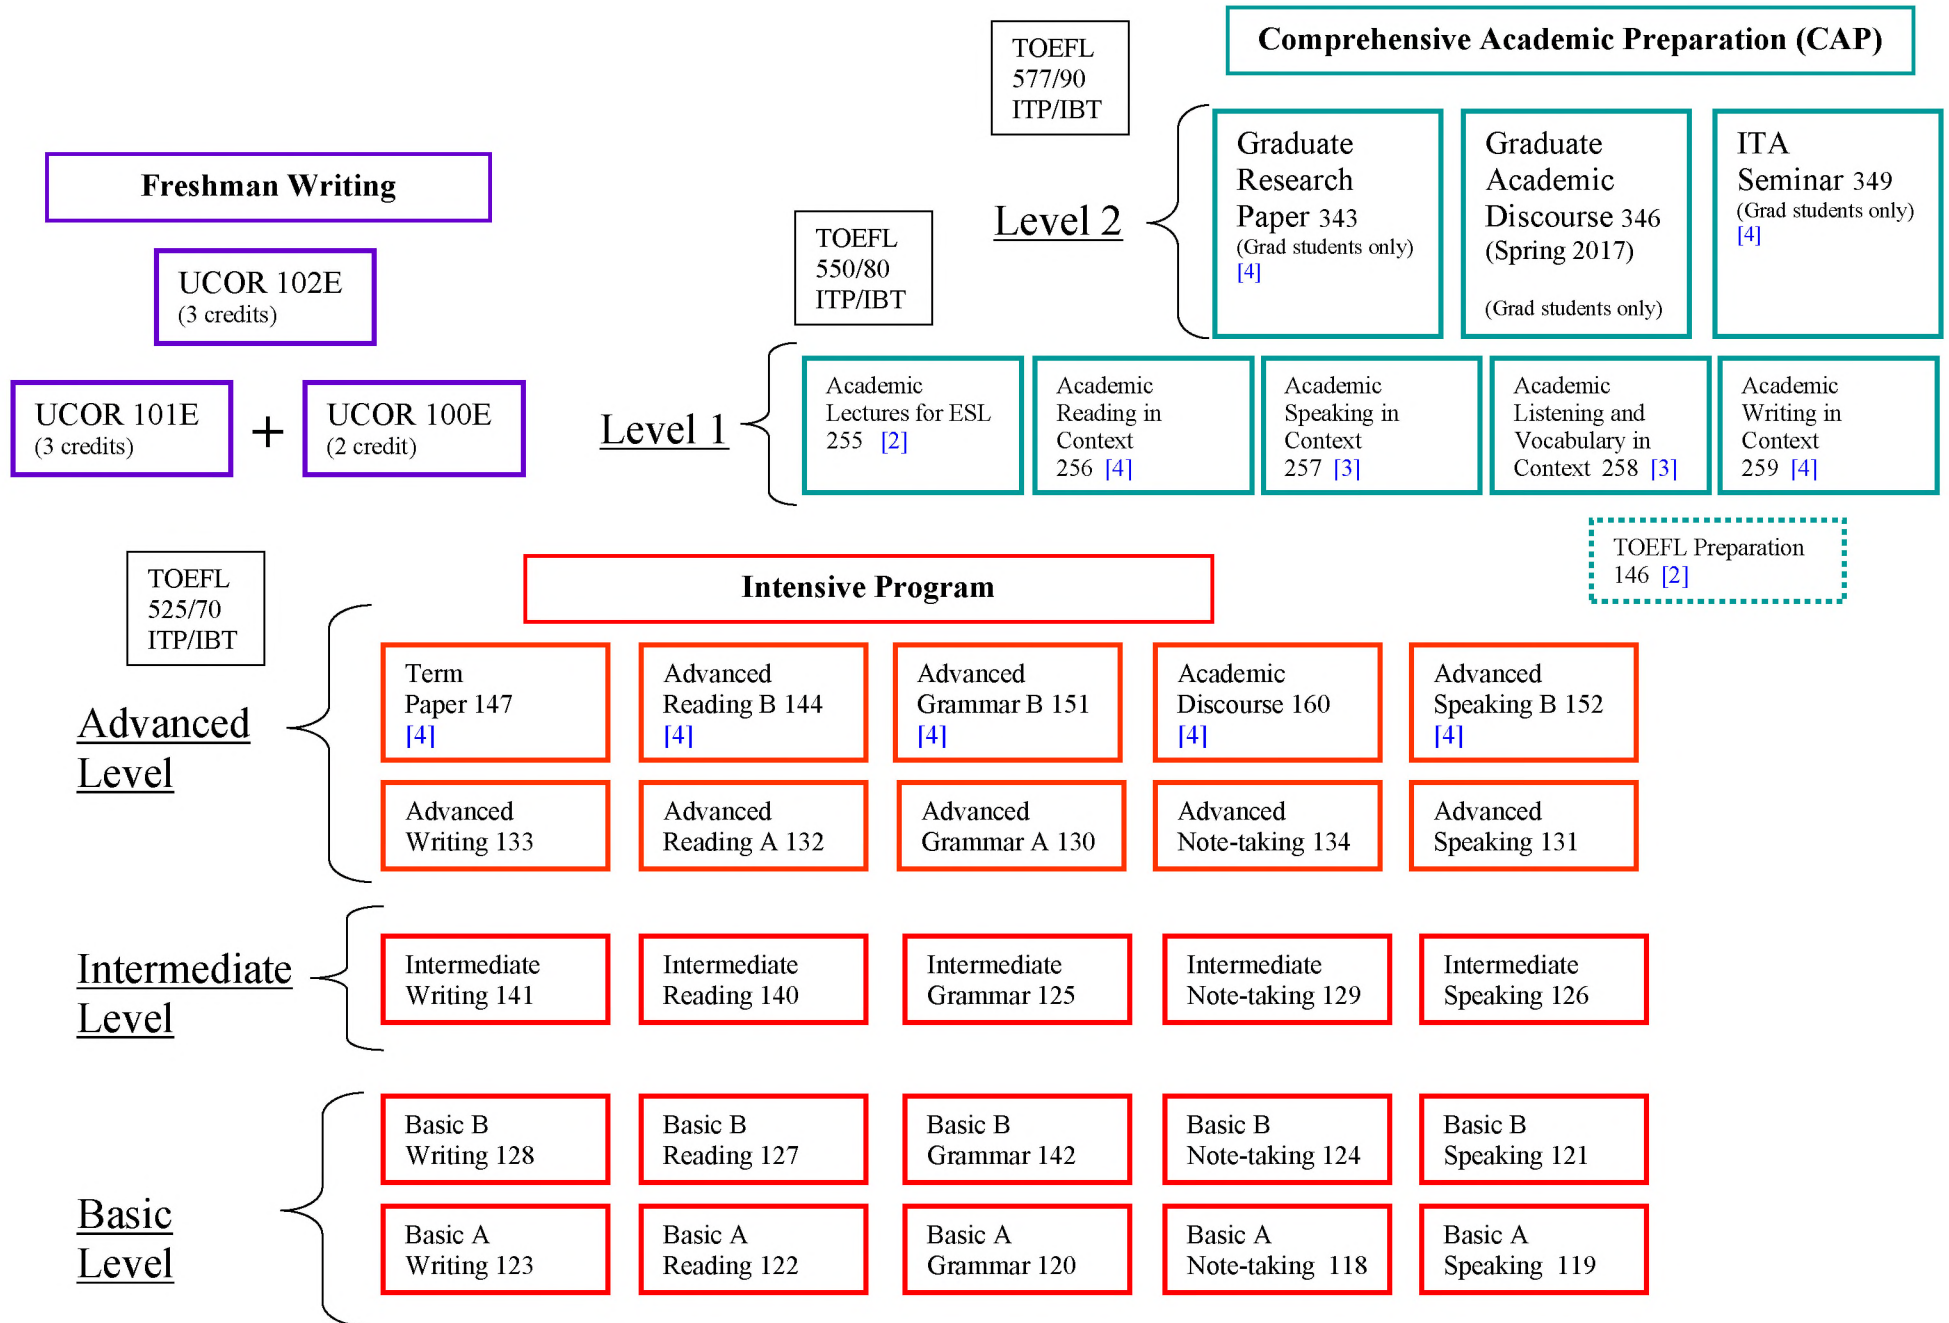 Comprehensive Academic Preparation (CAP)
TOEFL
577/90
ITP/IBT
Level 2
Graduate
Research
Paper 343
(Grad students only)
[4]
Graduate
Academic
Discourse 346
(Spring 2017)
(Grad students only)
ITA
Seminar 349
(Grad students only)
[4]
Freshman Writing
UCOR 102E
(3 credits)
UCOR 101E
(3 credits)
+
UCOR 100E
(2 credit)
TOEFL
550/80
ITP/IBT
Level 1
Academic
Lectures for ESL
255 [2]
Academic
Reading in
Context
256 [4]
Academic
Speaking in
Context
257 [3]
Academic
Listening and
Vocabulary in
Context 258 [3]
Academic
Writing in
Context
259 [4]
TOEFL Preparation
146 [2]
TOEFL
525/70
ITP/IBT
Intensive Program
Advanced
Level
Term
Paper 147
[4]
Advanced
Reading B 144
[4]
Advanced
Grammar B 151
[4]
Academic
Discourse 160
[4]
Advanced
Speaking B 152
[4]
Advanced
Writing 133
Advanced
Reading A 132
Advanced
Grammar A 130
Advanced
Note-taking 134
Advanced
Speaking 131
Intermediate
Level
Intermediate
Writing 141
Intermediate
Reading 140
Intermediate
Grammar 125
Intermediate
Note-taking 129
Intermediate
Speaking 126
Basic
Level
Basic B
Writing 128
Basic B
Reading 127
Basic B
Grammar 142
Basic B
Note-taking 124
Basic B
Speaking 121
Basic A
Writing 123
Basic A
Reading 122
Basic A
Grammar 120
Basic A
Note-taking 118
Basic A
Speaking 119